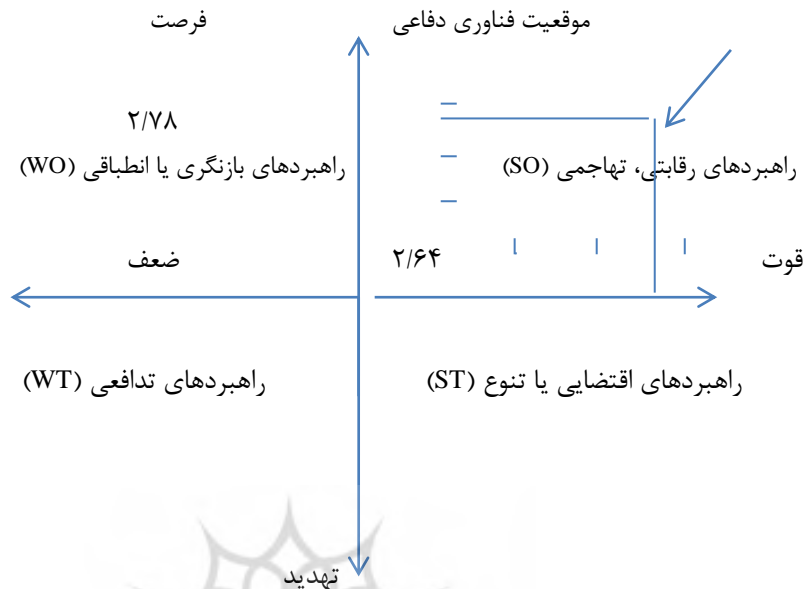 موقعیت فناوری دفاعی
فرصت
۲/۷۸
راهبردهای رقابتی، تهاجمی (SO)
راهبردهای بازنگری یا انطباقی (WO)
قوت
۲/۶۴
ضعف
راهبردهای اقتضایی یا تنوع (ST)
راهبردهای تدافعی (WT)
تهدید